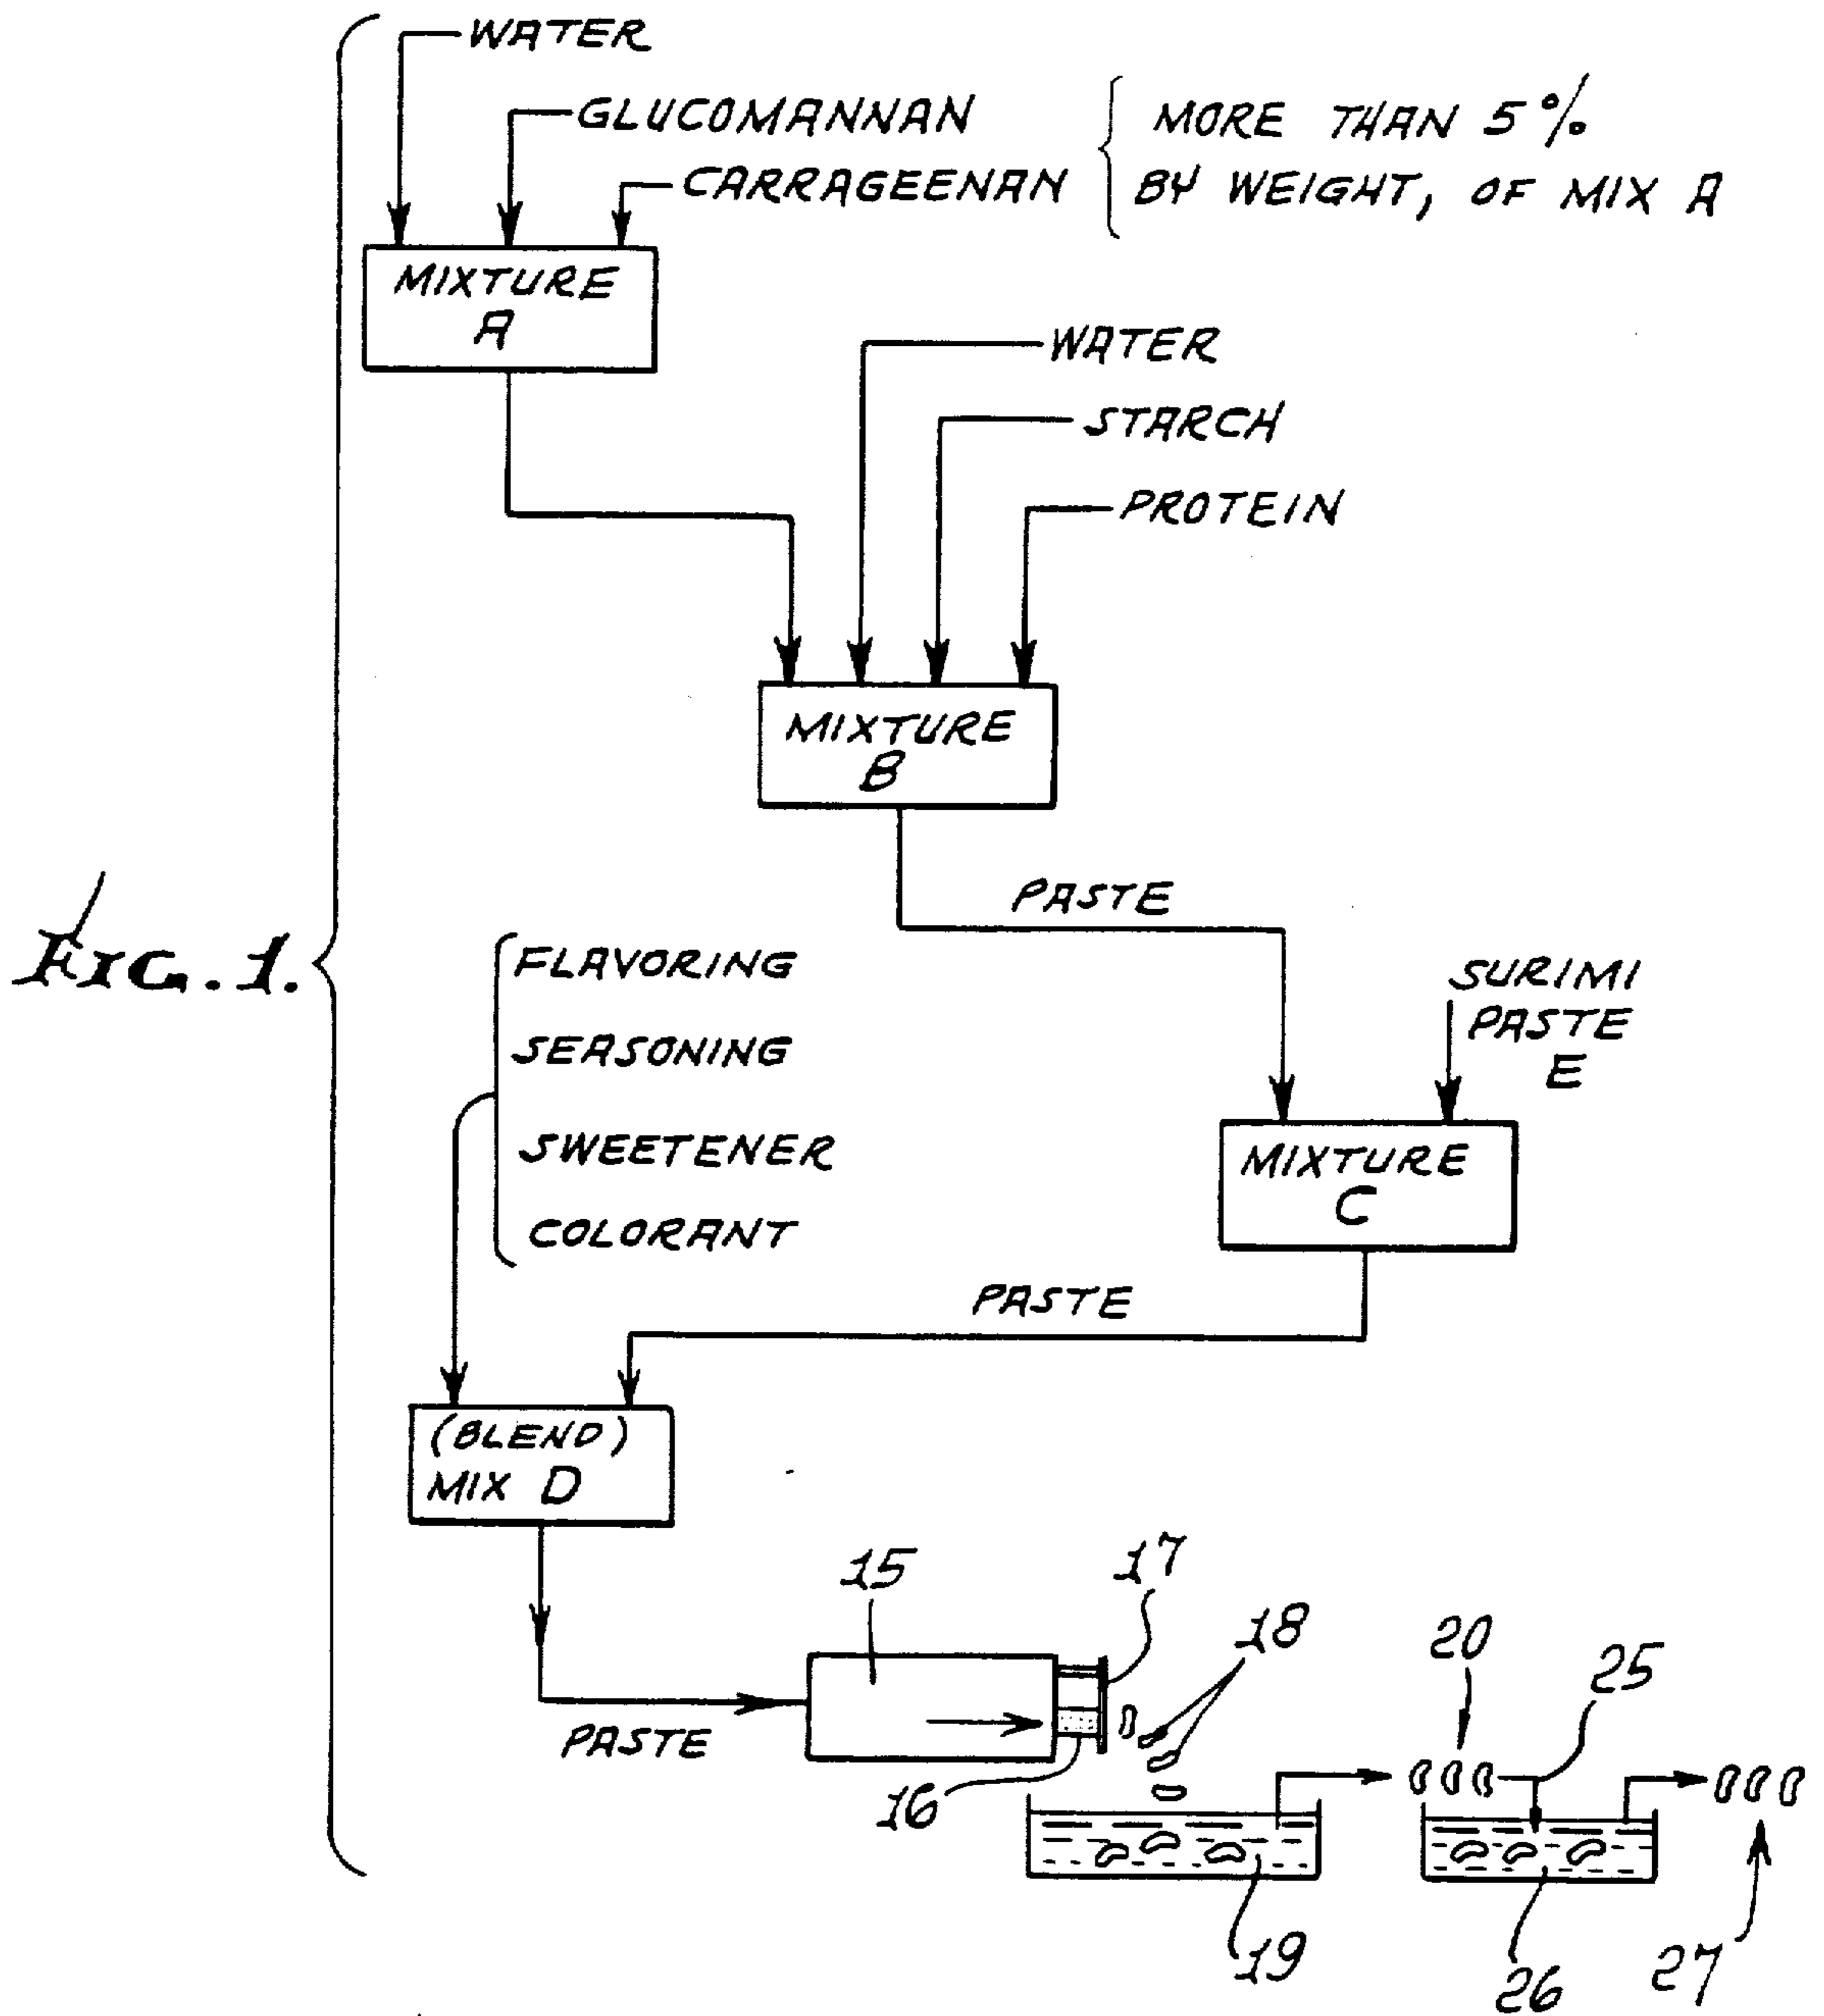 WATER
GLUCOMANNAN
CARRAGEENAN
MORE THAN 5%
BY WEIGHT, OF MIX A
MIXTURE
A
WATER
STARCH
PROTEIN
MIXTURE
B
PASTE
FIG. 1.
FLAVORING
SEASONING
SWEETENER
COLORANT
SURIMI
PASTE
E
MIXTURE
C
PASTE
(BLEND)
MIX D
PASTE
15
17
18
16
20
25
19
26
27